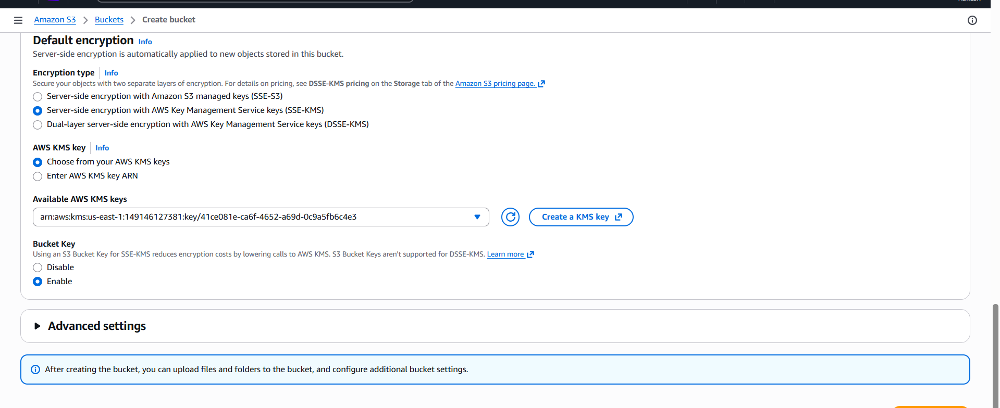 Amazon S3 > Buckets > Create bucket
Default encryption Info
Server-side encryption is automatically applied to new objects stored in this bucket.
Encryption type Info
Secure your objects with two separate layers of encryption. For details on pricing, see DSSE-KMS pricing on the Storage tab of the Amazon S3 pricing page.
Server-side encryption with Amazon S3 managed keys (SSE-S3)
Server-side encryption with AWS Key Management Service keys (SSE-KMS)
Dual-layer server-side encryption with AWS Key Management Service keys (DSSE-KMS)
AWS KMS key Info
Choose from your AWS KMS keys
Enter AWS KMS key ARN
Available AWS KMS keys
arn:aws:kms:us-east-1:149146127381:key/41ce081e-ca6f-4652-a69d-0c9a5fb6c4e3
Create a KMS key
Bucket Key
Using an S3 Bucket Key for SSE-KMS reduces encryption costs by lowering calls to AWS KMS. S3 Bucket Keys aren't supported for DSSE-KMS. Learn more
Disable
Enable
Advanced settings
After creating the bucket, you can upload files and folders to the bucket, and configure additional bucket settings.